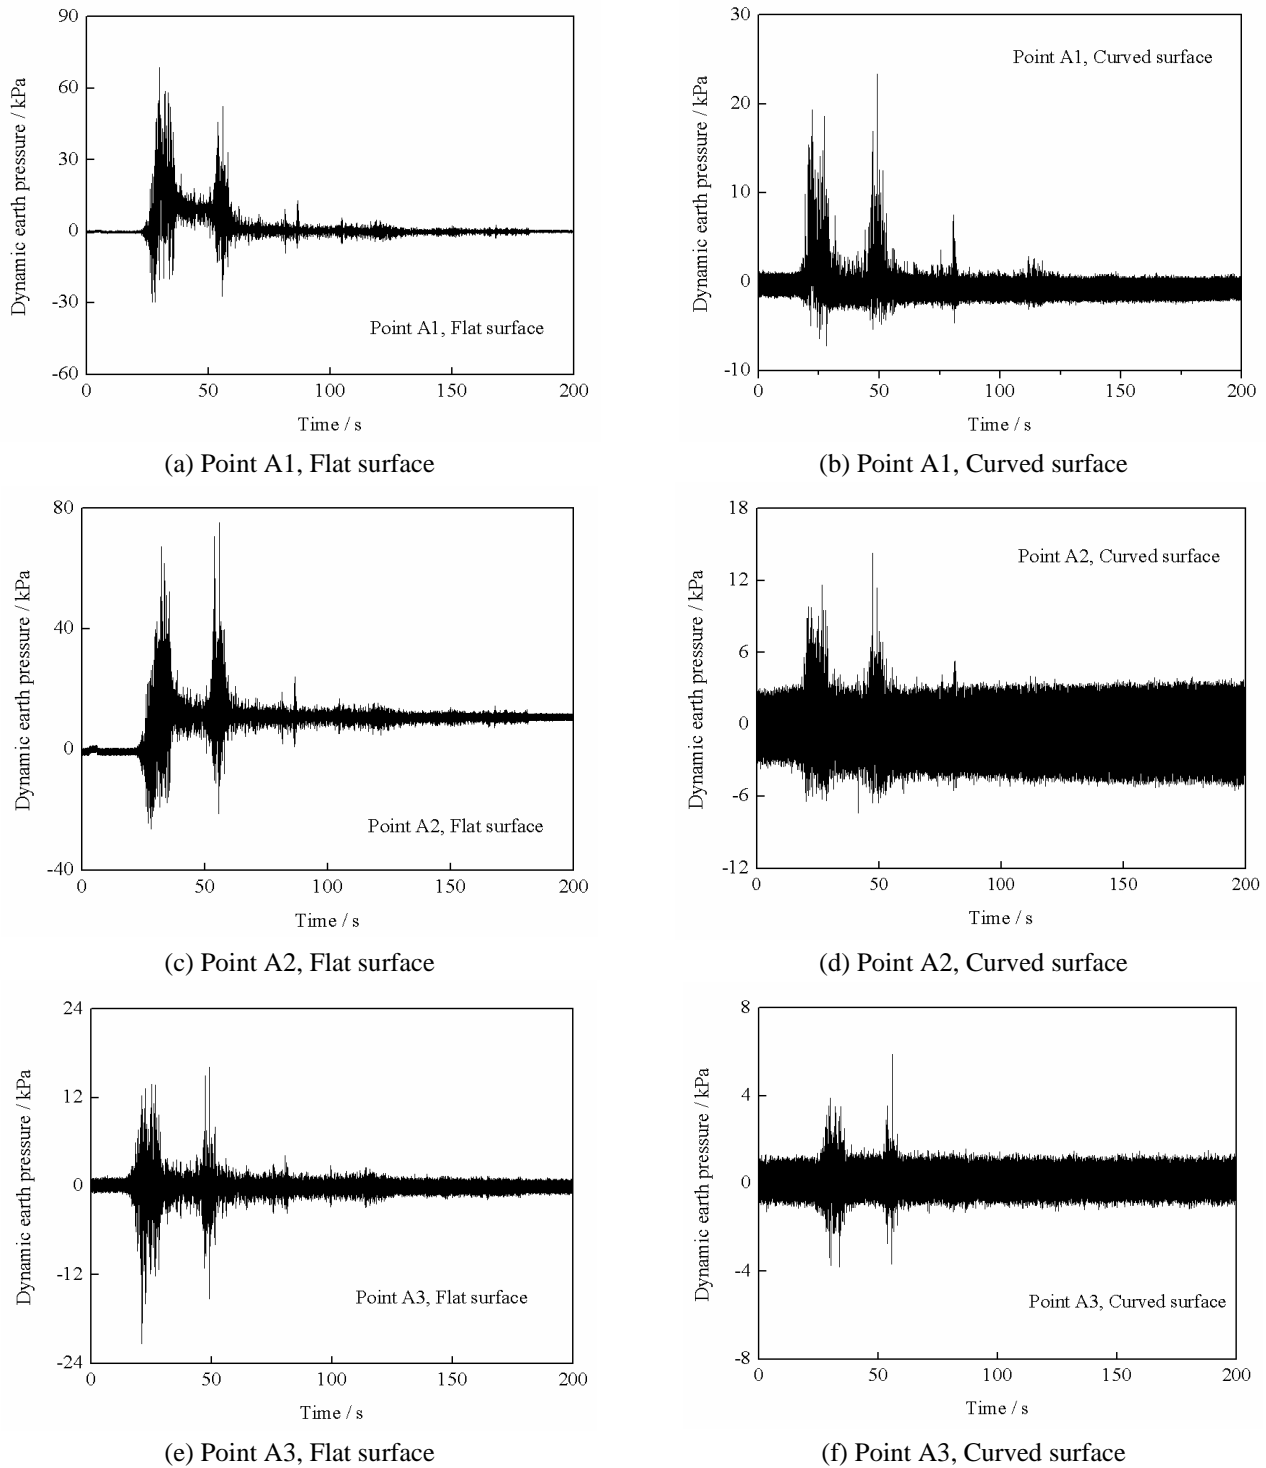 90
60
30
0
-30
-60
0 50 100 150 200
Dynamic earth pressure / kPa
Time / s
Point A1, Flat surface
(a) Point A1, Flat surface
30
20
10
0
-10
0 50 100 150 200
Dynamic earth pressure / kPa
Time / s
Point A1, Curved surface
(b) Point A1, Curved surface
80
40
0
-40
0 50 100 150 200
Dynamic earth pressure / kPa
Time / s
Point A2, Flat surface
(c) Point A2, Flat surface
18
12
6
0
-6
-12
0 50 100 150 200
Dynamic earth pressure / kPa
Time / s
Point A2, Curved surface
(d) Point A2, Curved surface
24
12
0
-12
-24
0 50 100 150 200
Dynamic earth pressure / kPa
Time / s
Point A3, Flat surface
(e) Point A3, Flat surface
8
4
0
-4
-8
0 50 100 150 200
Dynamic earth pressure / kPa
Time / s
Point A3, Curved surface
(f) Point A3, Curved surface